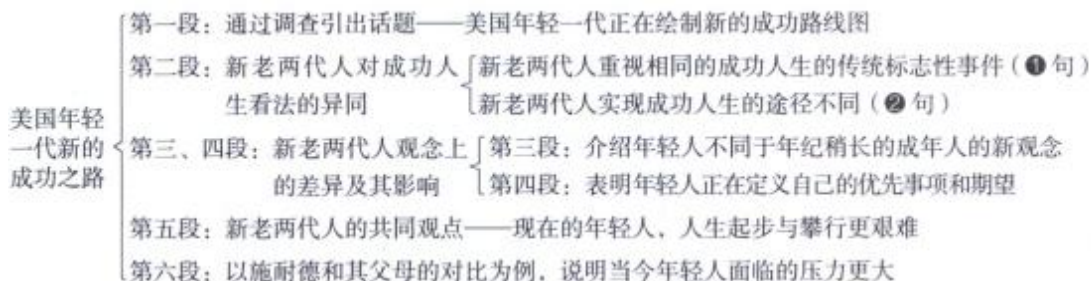 第一段：通过调查引出话题——美国年轻一代正在绘制新的成功路线图
第二段：新老两代人对成功人生看法的异同
新老两代人重视相同的成功人生的传统标志性事件（❶句）
新老两代人实现成功人生的途径不同（❷句）
美国年轻
一代新的
成功之路
第三、四段：新老两代人观念上
的差异及其影响
第三段：介绍年轻人不同于年纪稍长的成年人的新观念
第四段：表明年轻人正在定义自己的优先事项和期望
第五段：新老两代人的共同观点——现在的年轻人，人生起步与攀行更艰难
第六段：以施耐德和其父母的对比为例，说明当今年轻人面临的压力更大